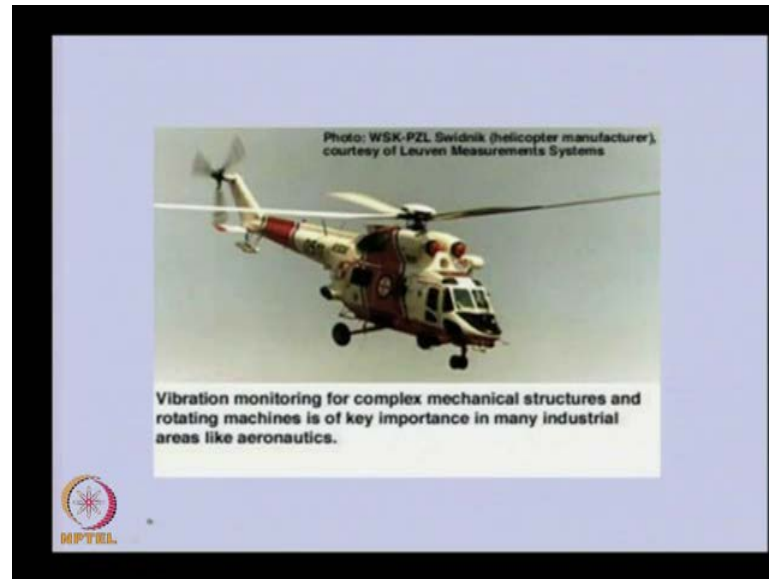 Photo: WSK-PZL Swidnik (helicopter manufacturer),
courtesy of Leuven Measurements Systems
Vibration monitoring for complex mechanical structures and
rotating machines is of key importance in many industrial
areas like aeronautics.
NPTEL